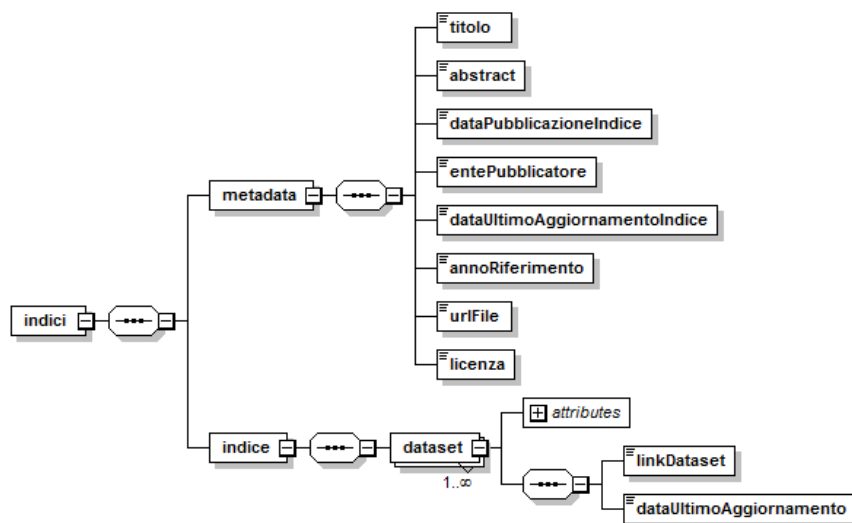 titolo
abstract
dataPubblicazioneIndice
entePubblicatore
metadata
dataUltimoAggiornamentoIndice
annoRiferimento
indici
urlFile
licenza
attributes
indice
dataset
linkDataset
1..∞
dataUltimoAggiornamento